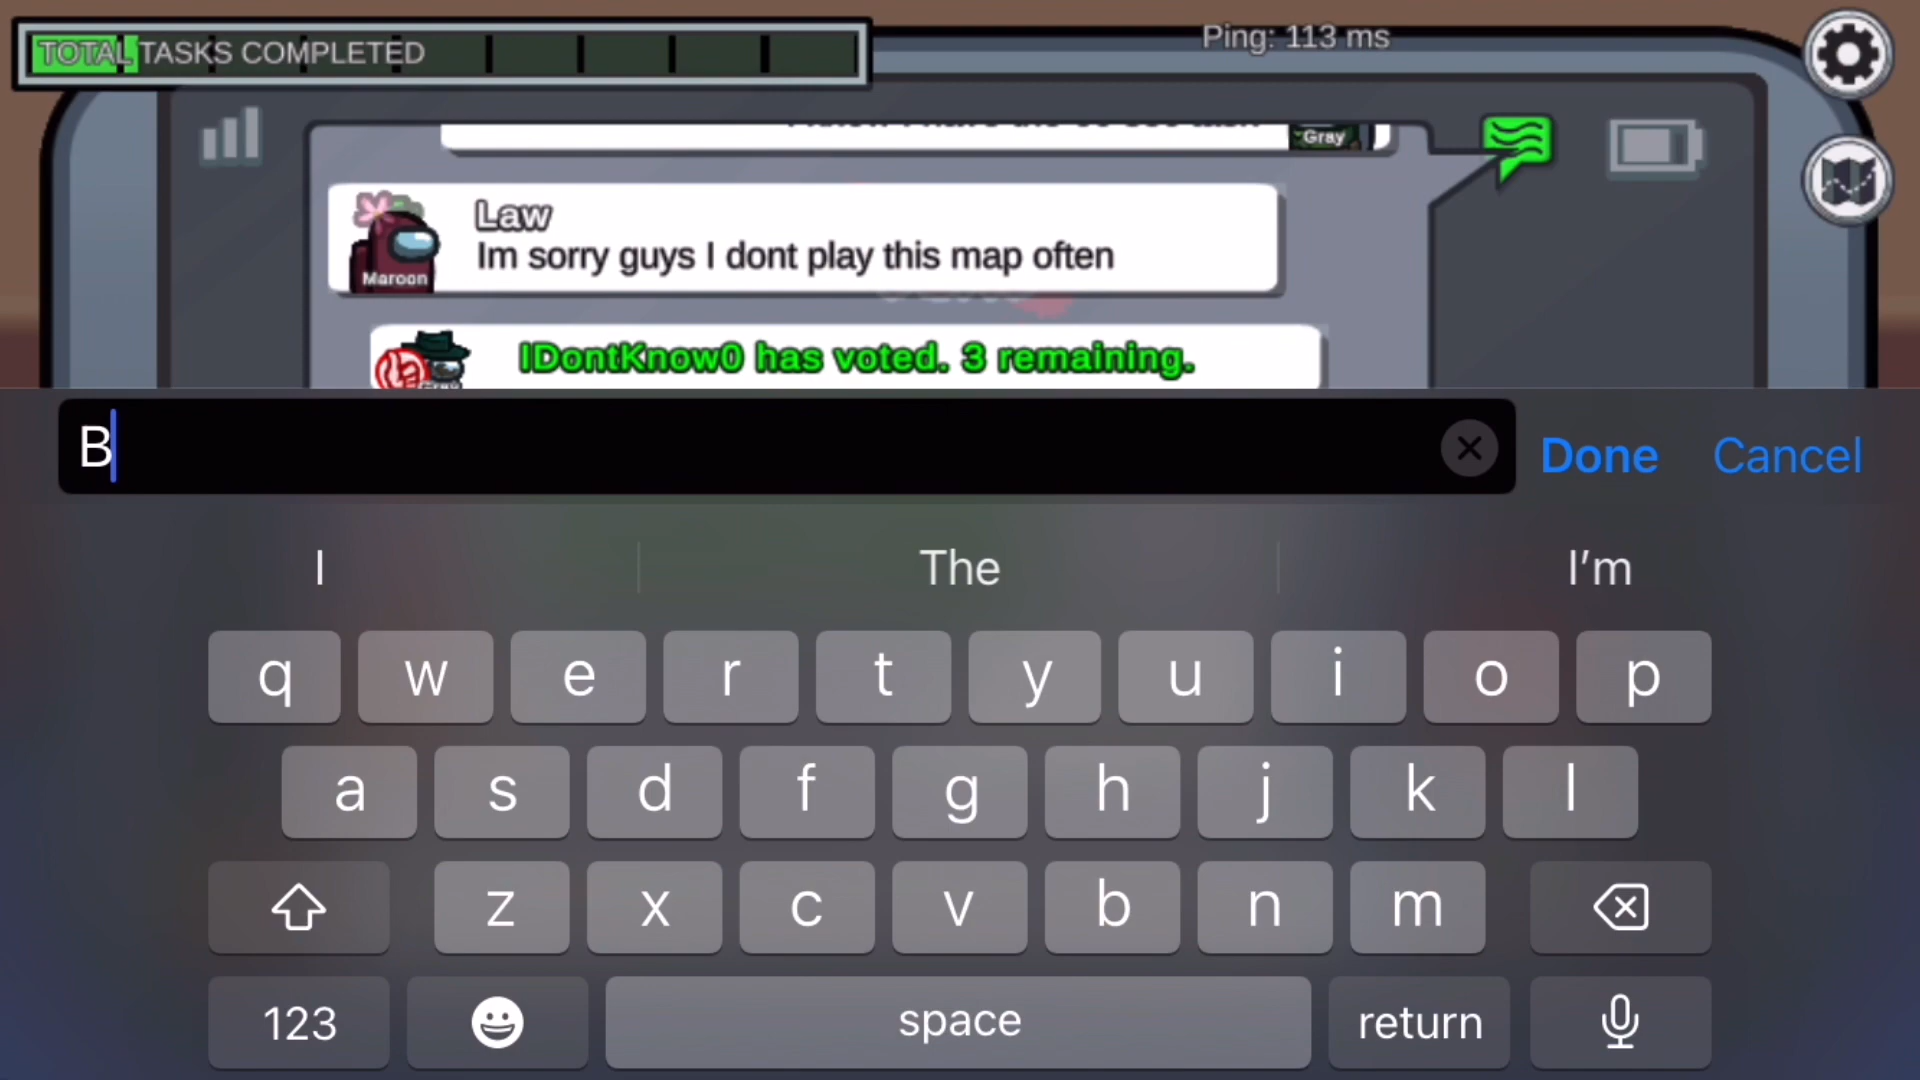 TOTAL TASKS COMPLETED
Ping: 113 ms
Gray
Law
Im sorry guys I dont play this map often
Maroon
IDontKnow0 has voted. 3 remaining.
B
Done
Cancel
I
The
I'm
q w e r t y u i o p
a s d f g h j k l
z x c v b n m
123
space
return